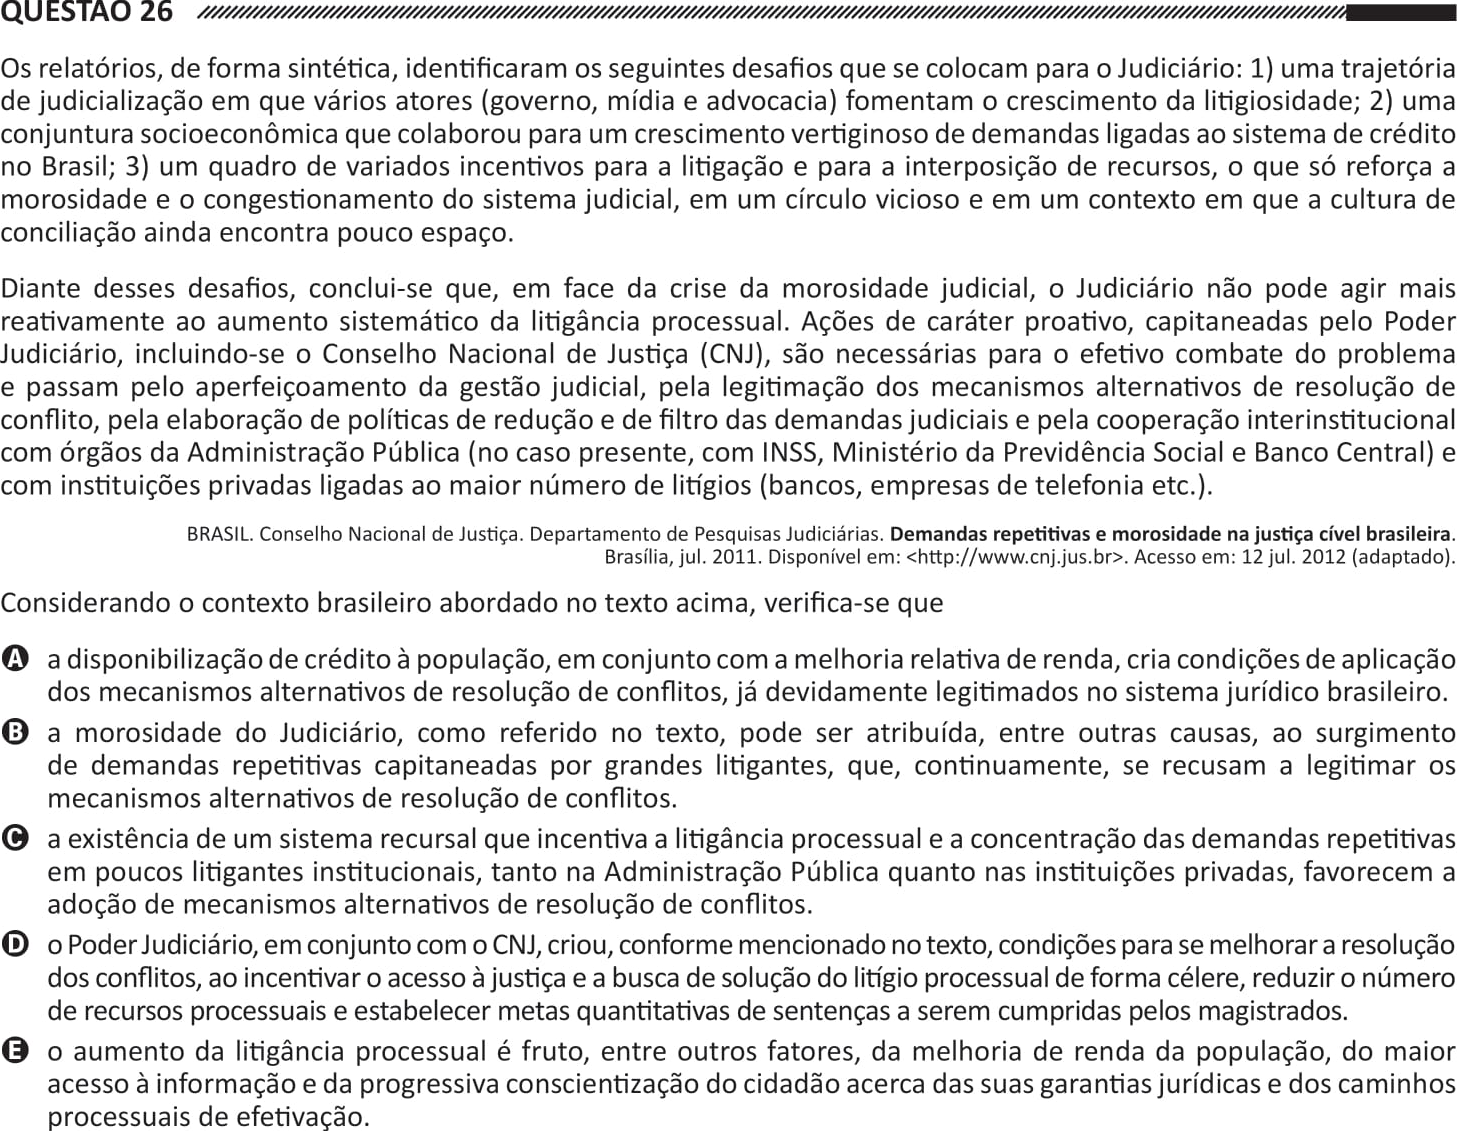 QUESTÃO 26
Os relatórios, de forma sintética, identificaram os seguintes desafios que se colocam para o Judiciário: 1) uma trajetória
de judicialização em que vários atores (governo, mídia e advocacia) fomentam o crescimento da litigiosidade; 2) uma
conjuntura socioeconômica que colaborou para um crescimento vertiginoso de demandas ligadas ao sistema de crédito
no Brasil; 3) um quadro de variados incentivos para a litigação e para a interposição de recursos, o que só reforça a
morosidade e o congestionamento do sistema judicial, em um círculo vicioso e em um contexto em que a cultura de
conciliação ainda encontra pouco espaço.
Diante desses desafios, conclui-se que, em face da crise da morosidade judicial, o Judiciário não pode agir mais
reativamente ao aumento sistemático da litigância processual. Ações de caráter proativo, capitaneadas pelo Poder
Judiciário, incluindo-se o Conselho Nacional de Justiça (CNJ), são necessárias para o efetivo combate do problema
e passam pelo aperfeiçoamento da gestão judicial, pela legitimação dos mecanismos alternativos de resolução de
conflito, pela elaboração de políticas de redução e de filtro das demandas judiciais e pela cooperação interinstitucional
com órgãos da Administração Pública (no caso presente, com INSS, Ministério da Previdência Social e Banco Central) e
com instituições privadas ligadas ao maior número de litígios (bancos, empresas de telefonia etc.).
BRASIL. Conselho Nacional de Justiça. Departamento de Pesquisas Judiciárias. Demandas repetitivas e morosidade na justiça cível brasileira.
Brasília, jul. 2011. Disponível em: <http://www.cnj.jus.br>. Acesso em: 12 jul. 2012 (adaptado).
Considerando o contexto brasileiro abordado no texto acima, verifica-se que
A a disponibilização de crédito à população, em conjunto com a melhoria relativa de renda, cria condições de aplicação
dos mecanismos alternativos de resolução de conflitos, já devidamente legitimados no sistema jurídico brasileiro.
B a morosidade do Judiciário, como referido no texto, pode ser atribuída, entre outras causas, ao surgimento
de demandas repetitivas capitaneadas por grandes litigantes, que, continuamente, se recusam a legitimar os
mecanismos alternativos de resolução de conflitos.
C a existência de um sistema recursal que incentiva a litigância processual e a concentração das demandas repetitivas
em poucos litigantes institucionais, tanto na Administração Pública quanto nas instituições privadas, favorecem a
adoção de mecanismos alternativos de resolução de conflitos.
D o Poder Judiciário, em conjunto com o CNJ, criou, conforme mencionado no texto, condições para se melhorar a resolução
dos conflitos, ao incentivar o acesso à justiça e a busca de solução do litígio processual de forma célere, reduzir o número
de recursos processuais e estabelecer metas quantitativas de sentenças a serem cumpridas pelos magistrados.
E o aumento da litigância processual é fruto, entre outros fatores, da melhoria de renda da população, do maior
acesso à informação e da progressiva conscientização do cidadão acerca das suas garantias jurídicas e dos caminhos
processuais de efetivação.